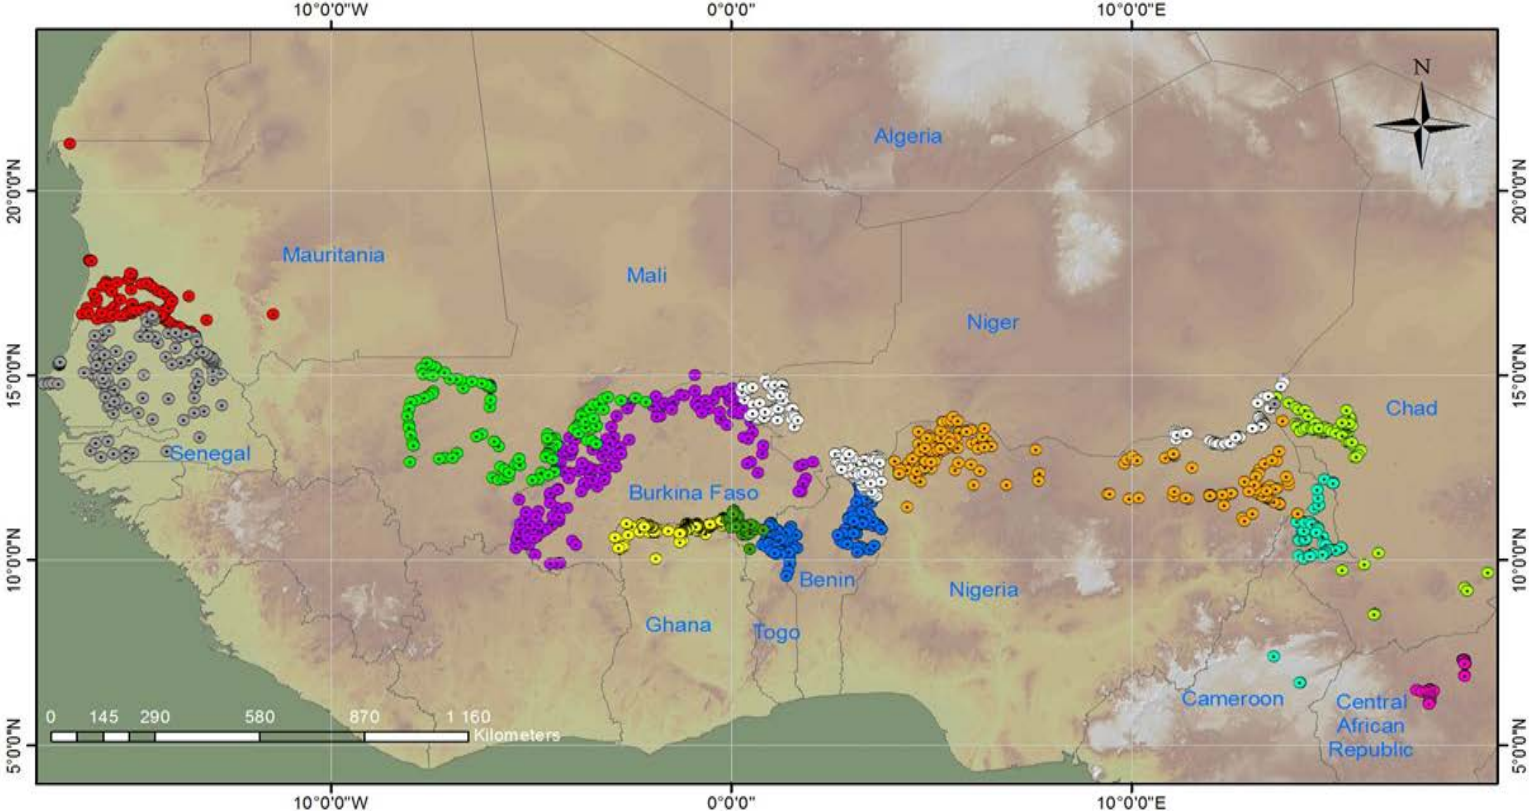 10°0'0"W 0°0'0" 10°0'0"E
N
Algeria
20°0'0"N 20°0'0"N
Mauritania
Mali
Niger
15°0'0"N 15°0'0"N
Chad
Senegal
Burkina Faso
10°0'0"N 10°0'0"N
Benin
Nigeria
Ghana
Togo
Cameroon
Central
African
Republic
0 145 290 580 870 1 160
Kilometers
5°0'0"N 5°0'0"N
10°0'0"W 0°0'0" 10°0'0"E